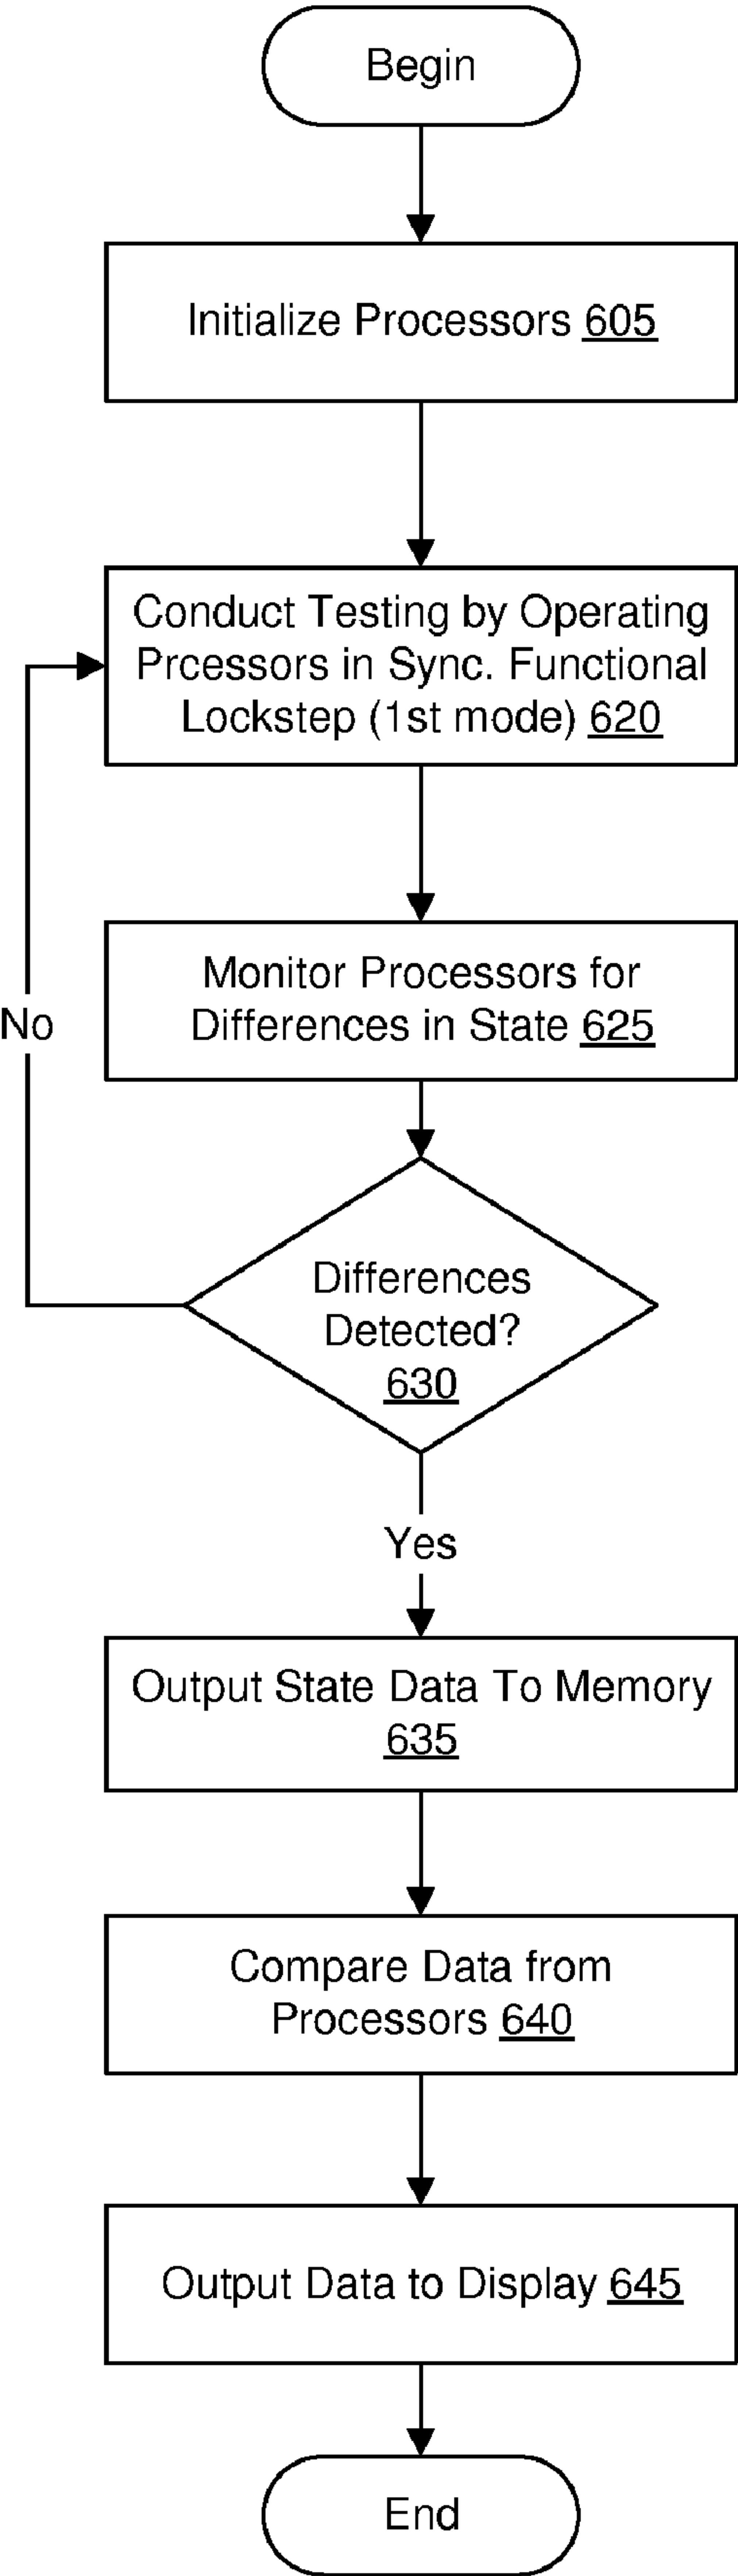 Begin
Initialize Processors 605
Conduct Testing by Operating
Prcessors in Sync. Functional
Lockstep (1st mode) 620
Monitor Processors for
Differences in State 625
No
Differences
Detected?
630
Yes
Output State Data To Memory
635
Compare Data from
Processors 640
Output Data to Display 645
End